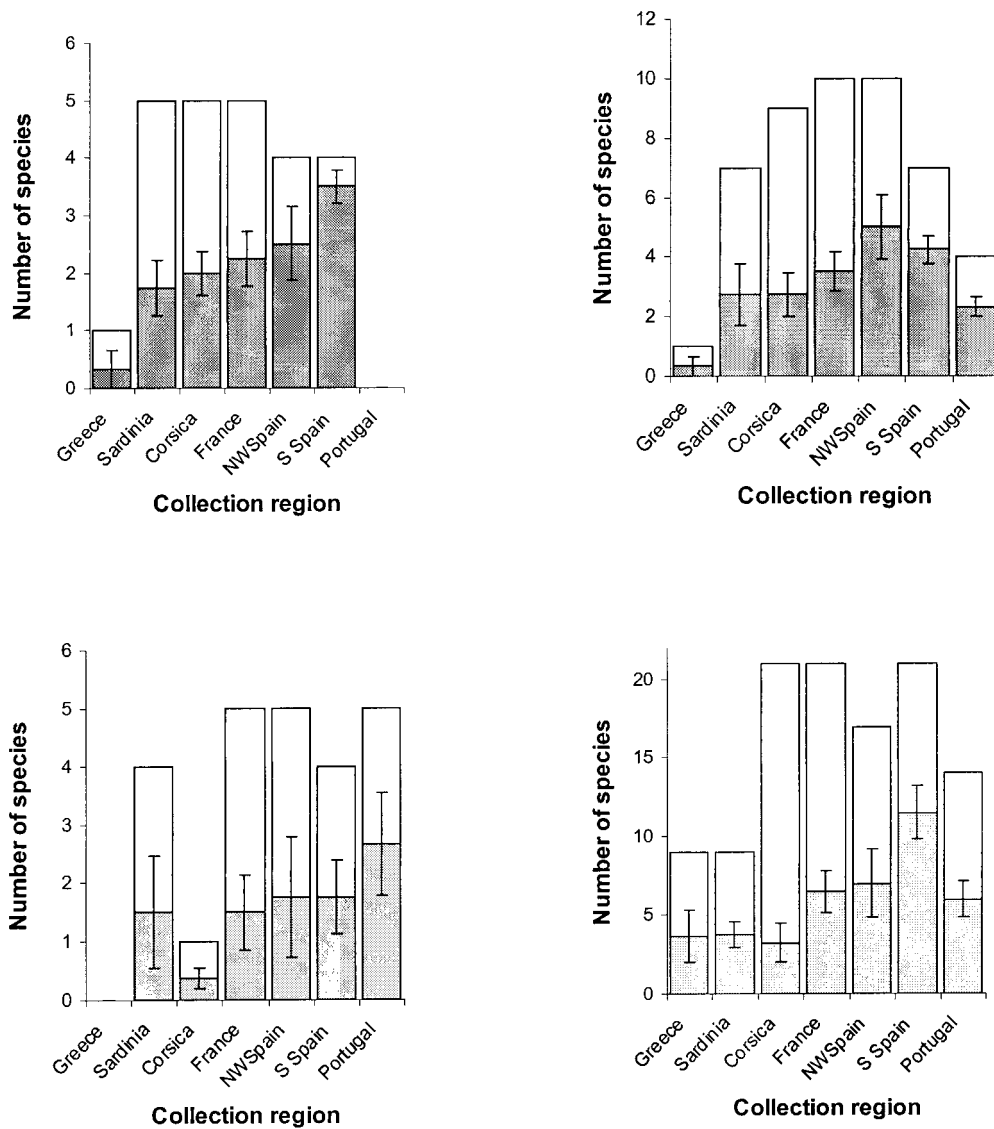 Number of species
6
5
4
3
2
1
0
Greece
Sardinia
Corsica
France
NWSpain
S Spain
Portugal
Collection region
Number of species
12
10
8
6
4
2
0
Greece
Sardinia
Corsica
France
NWSpain
S Spain
Portugal
Collection region
Number of species
6
5
4
3
2
1
0
Greece
Sardinia
Corsica
France
NWSpain
S Spain
Portugal
Collection region
Number of species
20
15
10
5
0
Greece
Sardinia
Corsica
France
NWSpain
S Spain
Portugal
Collection region